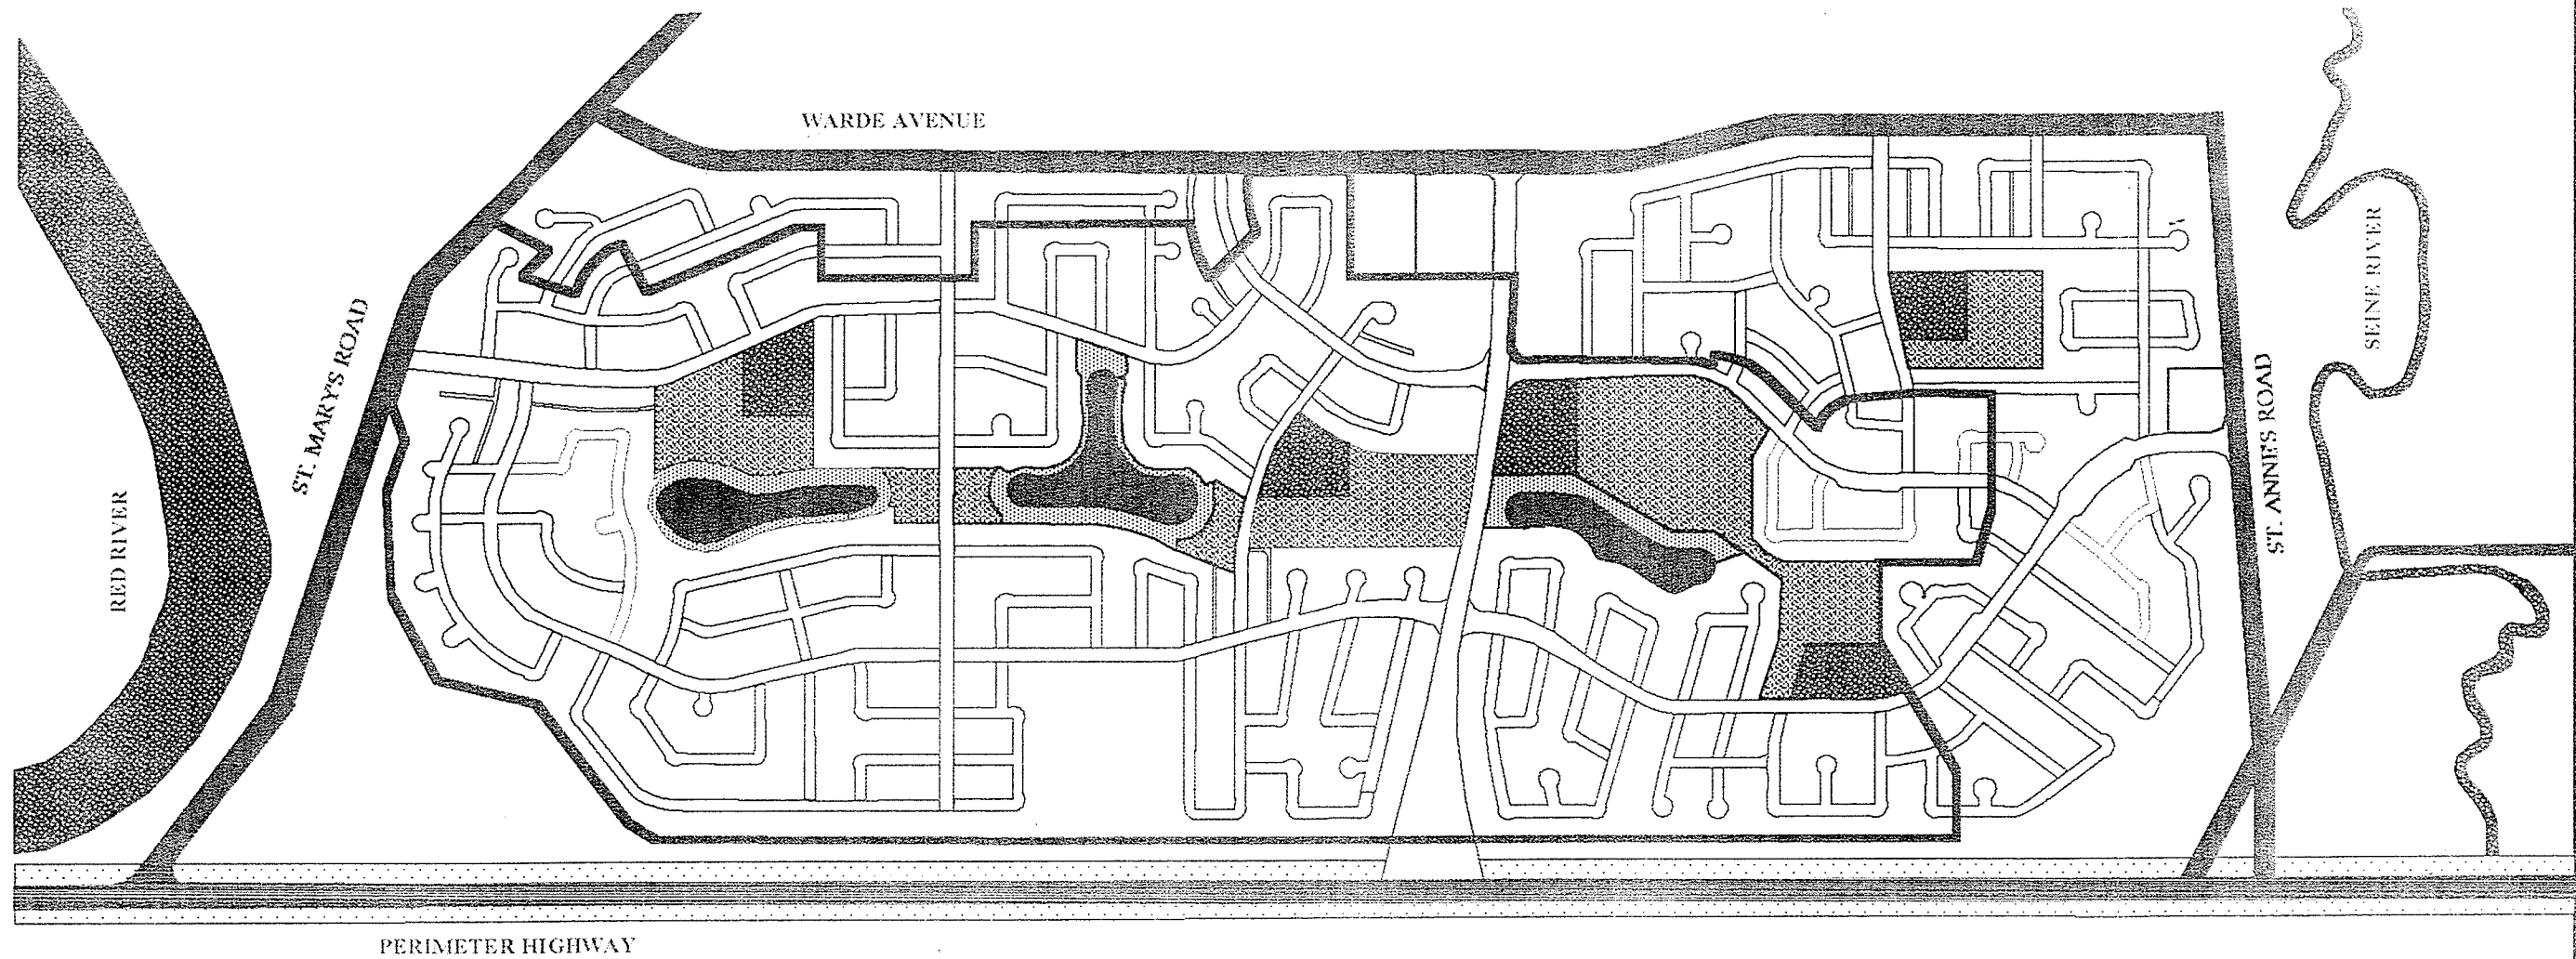 WARDE AVENUE
ST. MARY'S ROAD
RED RIVER
SEINE RIVER
ST. ANNE'S ROAD
PERIMETER HIGHWAY